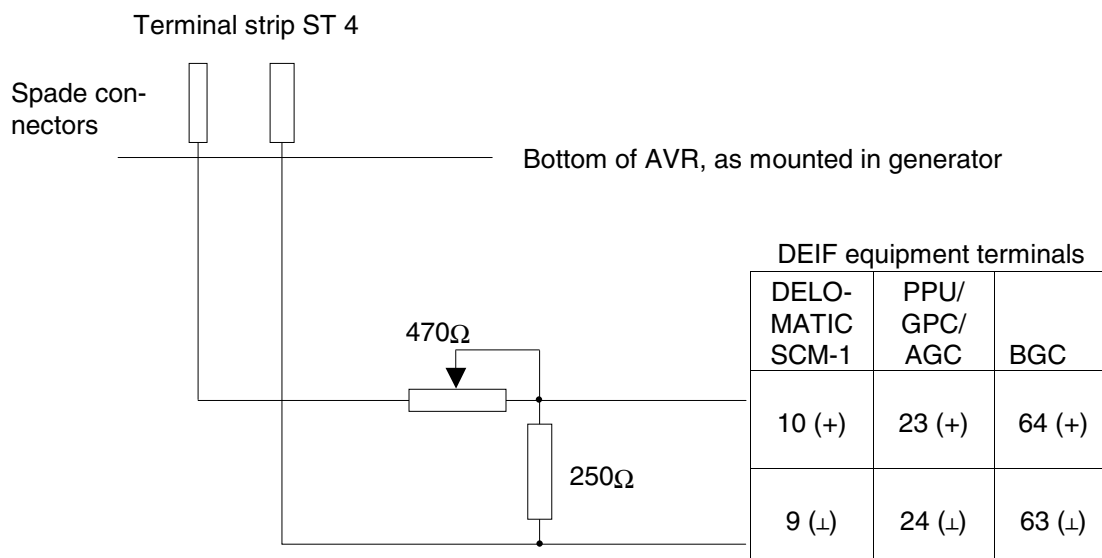 Terminal strip ST 4
Spade con-
nectors
Bottom of AVR, as mounted in generator
DEIF equipment terminals
DELO-
MATIC
SCM-1
PPU/
GPC/
AGC
BGC
470Ω
10 (+) 23 (+) 64 (+)
250Ω
9 (⊥) 24 (⊥) 63 (⊥)